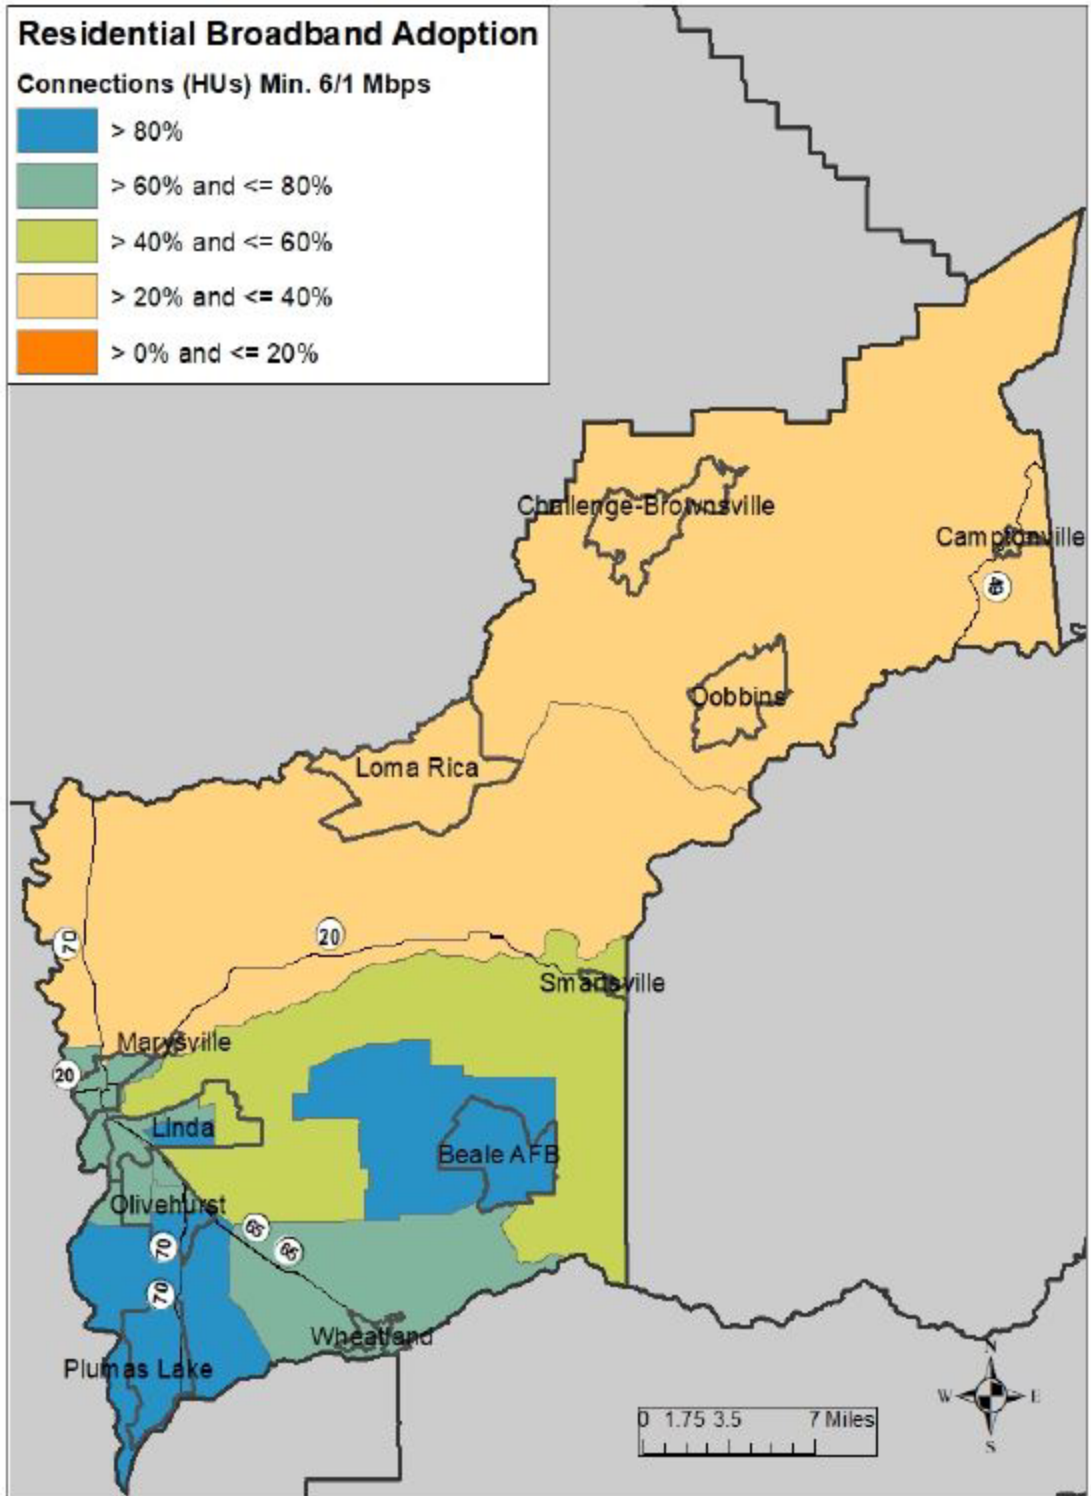 Residential Broadband Adoption
Connections (HUs) Min. 6/1 Mbps
> 80%
> 60% and <= 80%
> 40% and <= 60%
> 20% and <= 40%
> 0% and <= 20%
Challenge-Brownsville
Camptonville
49
Dobbins
Loma Rica
70
20
Smartsville
Marysville
20
Linda
Beale AFB
Olivehurst
65
65
70
70
Wheatland
Plumas Lake
N
W E
S
0 1.75 3.5 7 Miles